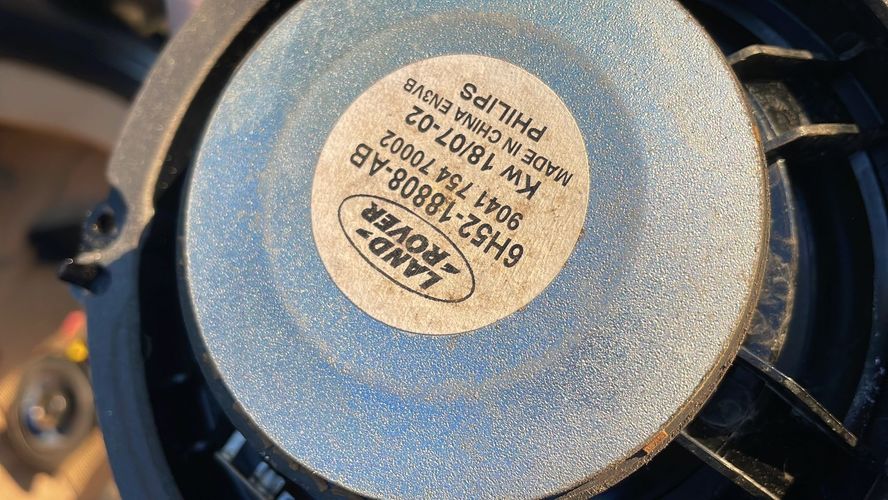 LAND-
-ROVER
6H52-18808-AB
9041 754 70002
KW 18/07-02
MADE IN CHINA EN3VB
PHILIPS